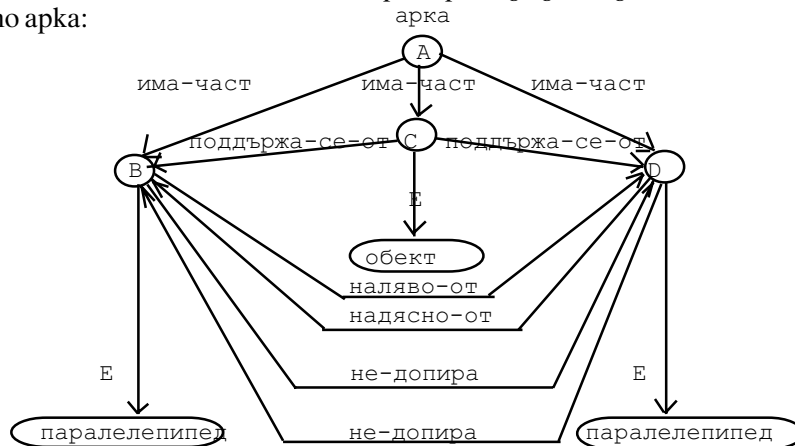 но арка:
арка
A
има-част има-част има-част
поддържа-се-от C поддържа-се-от
B D
Е
обект
наляво-от
надясно-от
Е не-допира Е
паралелепипед не-допира паралелепипед